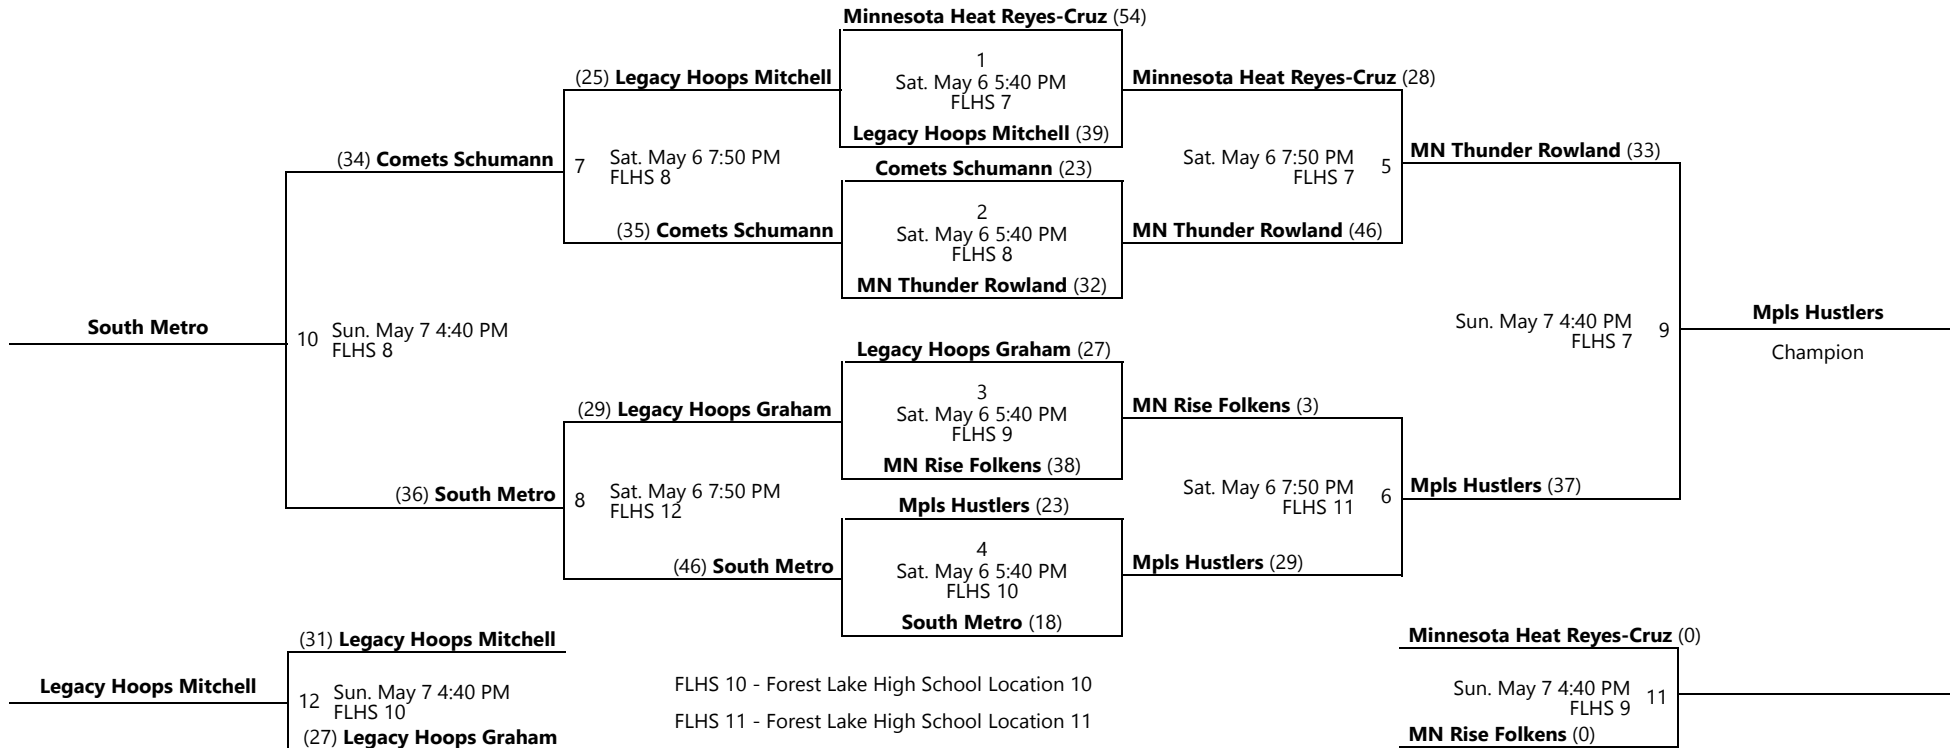 Minnesota Heat Reyes-Cruz (54)
1
Sat. May 6 5:40 PM
FLHS 7
Legacy Hoops Mitchell (39)
(25) Legacy Hoops Mitchell
Minnesota Heat Reyes-Cruz (28)
(34) Comets Schumann
7
Sat. May 6 7:50 PM
FLHS 8
Comets Schumann (23)
2
Sat. May 6 5:40 PM
FLHS 8
MN Thunder Rowland (32)
Sat. May 6 7:50 PM
FLHS 7
5
MN Thunder Rowland (33)
(35) Comets Schumann
MN Thunder Rowland (46)
South Metro
10
Sun. May 7 4:40 PM
FLHS 8
Sun. May 7 4:40 PM
FLHS 7
9
Mpls Hustlers
Champion
Legacy Hoops Graham (27)
3
Sat. May 6 5:40 PM
FLHS 9
MN Rise Folkens (38)
(29) Legacy Hoops Graham
MN Rise Folkens (3)
(36) South Metro
8
Sat. May 6 7:50 PM
FLHS 12
Mpls Hustlers (23)
4
Sat. May 6 5:40 PM
FLHS 10
South Metro (18)
Sat. May 6 7:50 PM
FLHS 11
6
Mpls Hustlers (37)
(46) South Metro
Mpls Hustlers (29)
(31) Legacy Hoops Mitchell
Legacy Hoops Mitchell
12
Sun. May 7 4:40 PM
FLHS 10
(27) Legacy Hoops Graham
FLHS 10 - Forest Lake High School Location 10
FLHS 11 - Forest Lake High School Location 11
Minnesota Heat Reyes-Cruz (0)
Sun. May 7 4:40 PM
FLHS 9
11
MN Rise Folkens (0)